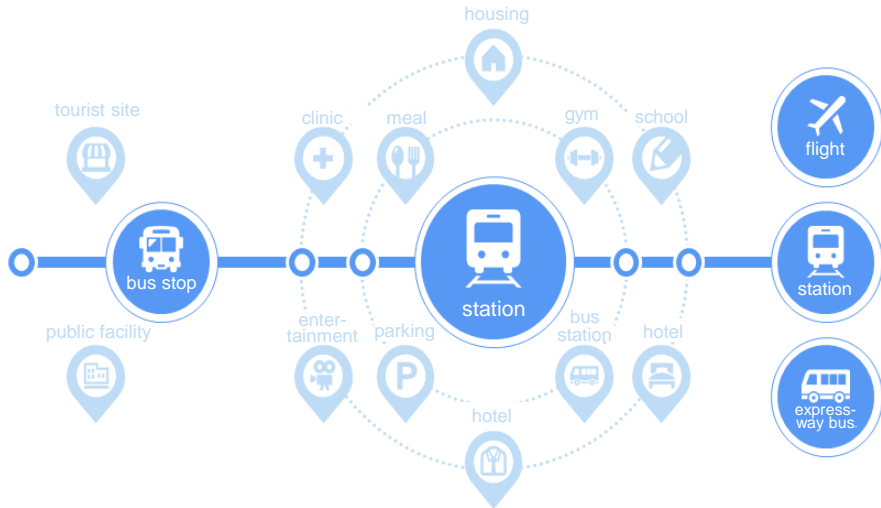 housing
tourist site
clinic
meal
gym
school
flight
bus stop
station
station
public facility
enter-
tainment
parking
P
bus
station
hotel
express-
way bus
hotel